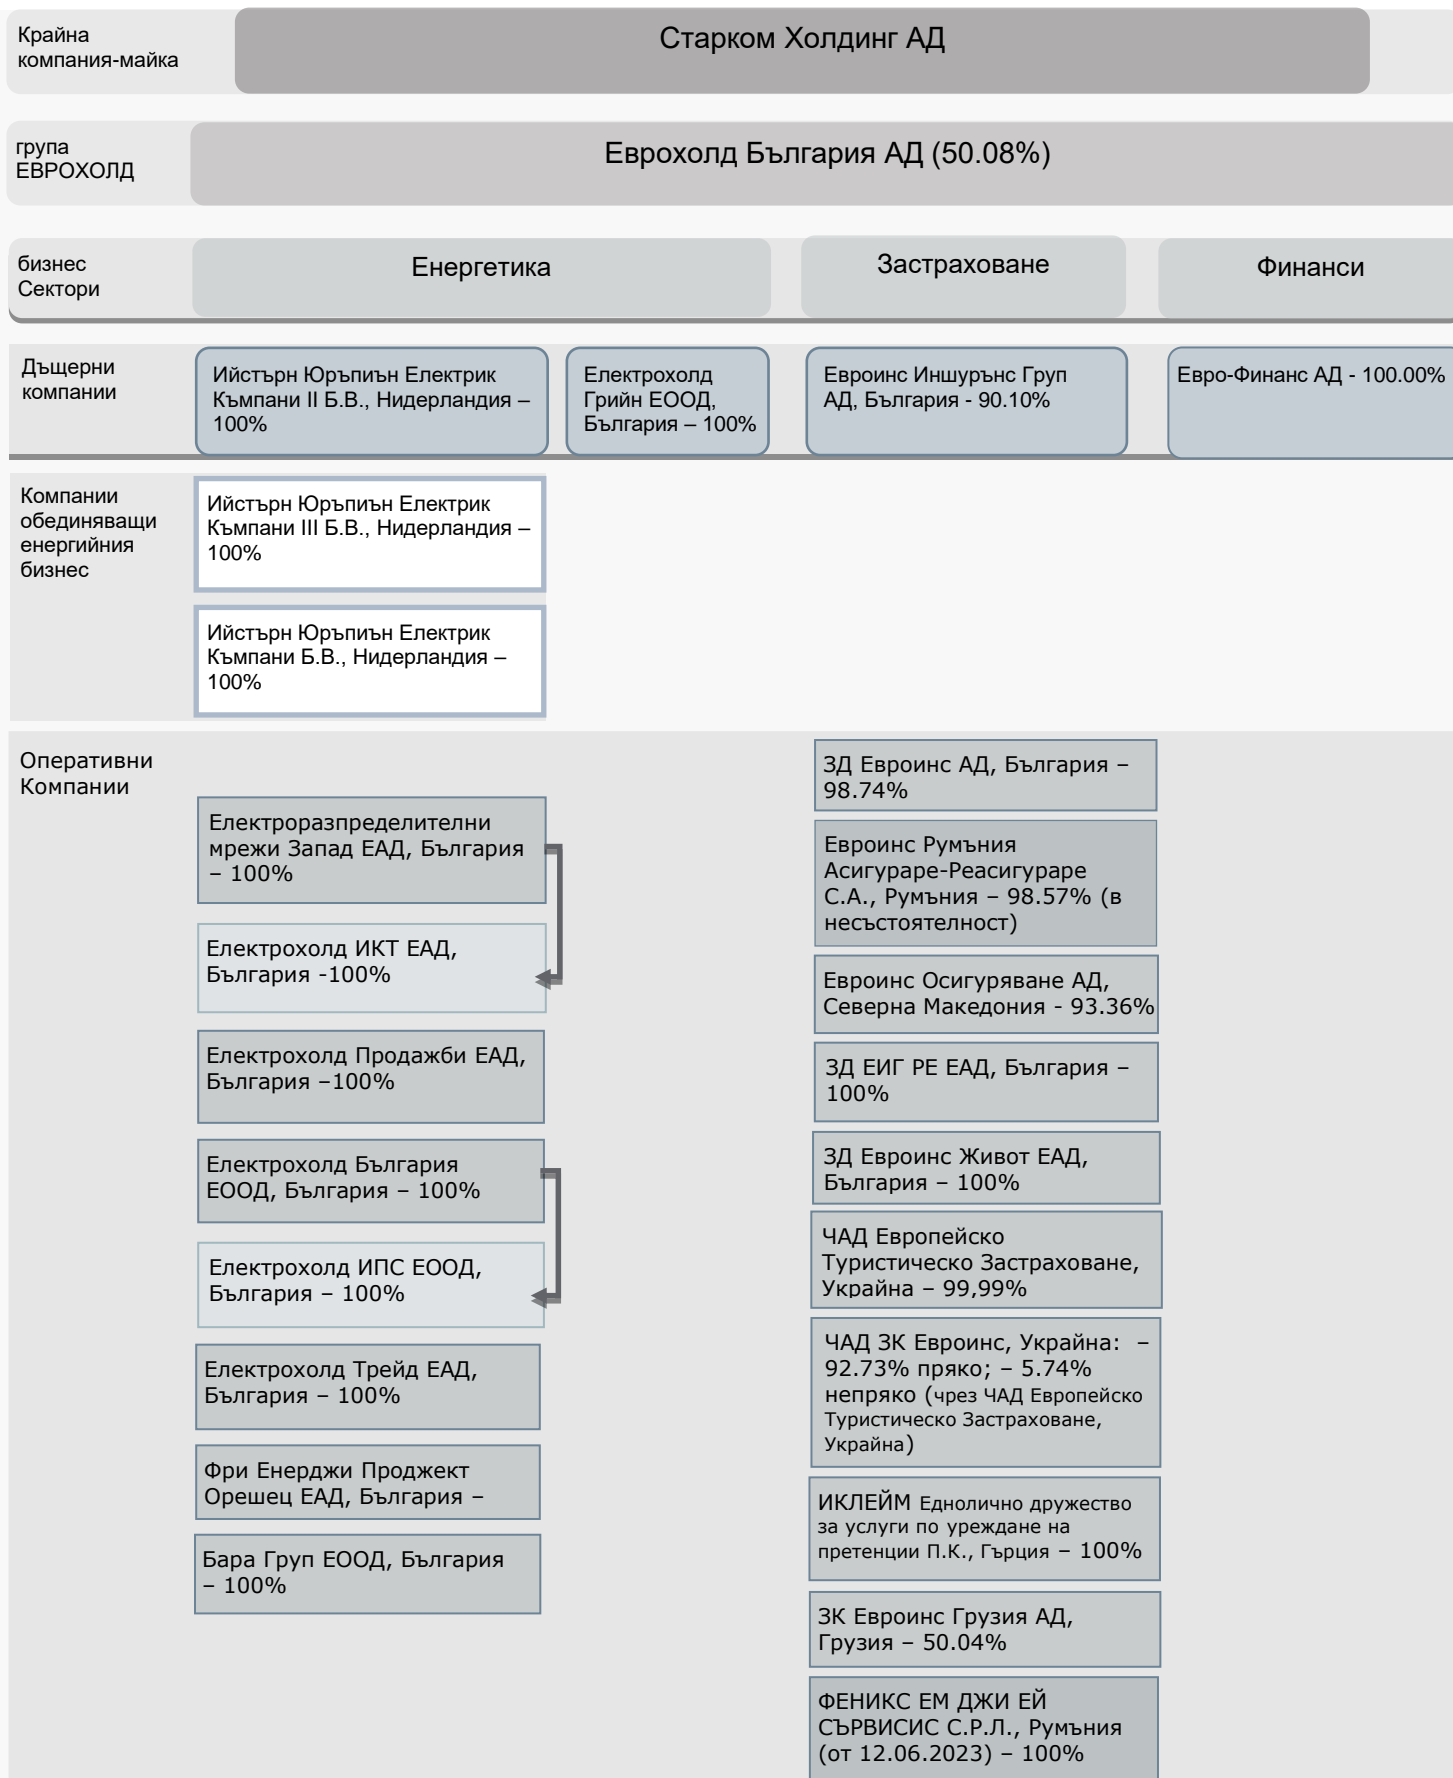 Крайна
компания-майка
Старком Холдинг АД
група
ЕВРОХОЛД
Еврохолд България АД (50.08%)
бизнес
Сектори
Енергетика
Застраховане
Финанси
Дъщерни
компании
Ийстърн Юръпиън Електрик
Къмпани II Б.В., Нидерландия –
100%
Електрохолд
Грийн ЕООД,
България – 100%
Евроинс Иншурънс Груп
АД, България - 90.10%
Евро-Финанс АД - 100.00%
Компании
обединяващи
енергийния
бизнес
Ийстърн Юръпиън Електрик
Къмпани III Б.В., Нидерландия –
100%
Ийстърн Юръпиън Електрик
Къмпани Б.В., Нидерландия –
100%
Оперативни
Компании
Електроразпределителни
мрежи Запад ЕАД, България
– 100%
Електрохолд ИКТ ЕАД,
България -100%
Електрохолд Продажби ЕАД,
България –100%
Електрохолд България
ЕООД, България – 100%
Електрохолд ИПС ЕООД,
България – 100%
Електрохолд Трейд ЕАД,
България – 100%
Фри Енерджи Проджект
Орешец ЕАД, България –
Бара Груп ЕООД, България
– 100%
ЗД Евроинс АД, България –
98.74%
Евроинс Румъния
Асигураре-Реасигураре
С.А., Румъния – 98.57% (в
несъстоятелност)
Евроинс Осигуряване АД,
Северна Македония - 93.36%
ЗД ЕИГ РЕ ЕАД, България –
100%
ЗД Евроинс Живот ЕАД,
България – 100%
ЧАД Европейско
Туристическо Застраховане,
Украйна – 99,99%
ЧАД ЗК Евроинс, Украйна: –
92.73% пряко; – 5.74%
непряко (чрез ЧАД Европейско
Туристическо Застраховане,
Украйна)
ИКЛЕЙМ Еднолично дружество
за услуги по уреждане на
претенции П.К., Гърция – 100%
ЗК Евроинс Грузия АД,
Грузия – 50.04%
ФЕНИКС ЕМ ДЖИ ЕЙ
СЪРВИСИС С.Р.Л., Румъния
(от 12.06.2023) – 100%